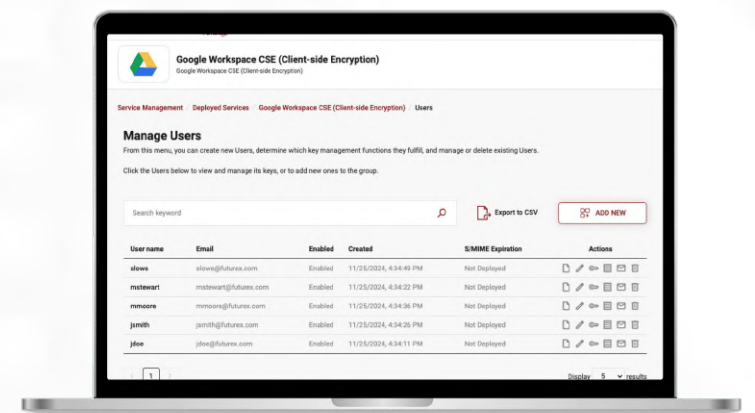 Google Workspace CSE (Client-side Encryption)
Google Workspace CSE (Client-side Encryption)
Service Management / Deployed Services / Google Workspace CSE (Client-side Encryption) / Users
Manage Users
From this menu, you can create new Users, determine which key management functions they fulfill, and manage or delete existing Users.
Click the Users below to view and manage its keys, or to add new ones to the group.
Search keyword
Export to CSV
ADD NEW
User name Email Enabled Created S/MIME Expiration Actions
slowe slowe@futurex.com Enabled 11/25/2024, 4:34:49 PM Not Deployed
mstewart mstewart@futurex.com Enabled 11/25/2024, 4:34:22 PM Not Deployed
mmoore mmoore@futurex.com Enabled 11/25/2024, 4:34:36 PM Not Deployed
jsmith jsmith@futurex.com Enabled 11/25/2024, 4:34:26 PM Not Deployed
jdoe jdoe@futurex.com Enabled 11/25/2024, 4:34:11 PM Not Deployed
1
Display 5 results